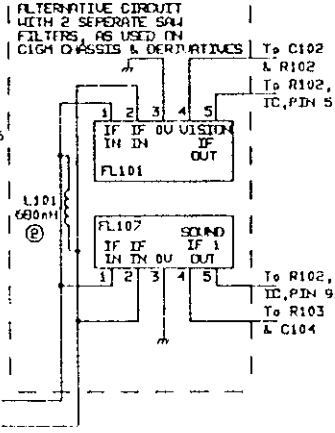 ALTERNATIVE CIRCUIT
WITH 2 SEPERATE SAW
FILTERS, AS USED ON
C1GM CHASSIS & DERIVATIVES
To C102
& R102
To R102,
IC,PIN 5
1 2 3 4 5
IF IF 0V VISION
IN IN IF
OUT
FL101
L101
680nH
(P)
FL107
SOUND
IF IF IF 1
IN IN 0V OUT
1 2 3 4 5
To R102,
IC,PIN 9
To R103
& C104